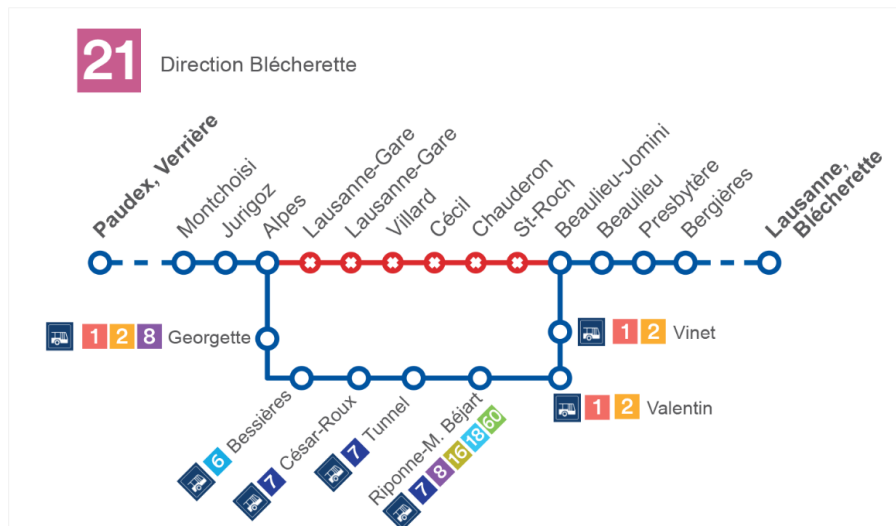 21 Direction Blécherette
Paudex, Verrière
Montchoisi
Jurigoz
Alpes
Lausanne-Gare
Lausanne-Gare
Villard
Cécil
Chauderon
St-Roch
Beaulieu-Jomini
Beaulieu
Presbytère
Bergières
Lausanne,
Blécherette
1 2 8 Georgette
1 2 Vinet
1 2 Valentin
6 Bessières
7 César-Roux
7 Tunnel
Riponne-M. Béjart
7 8 16 18 60